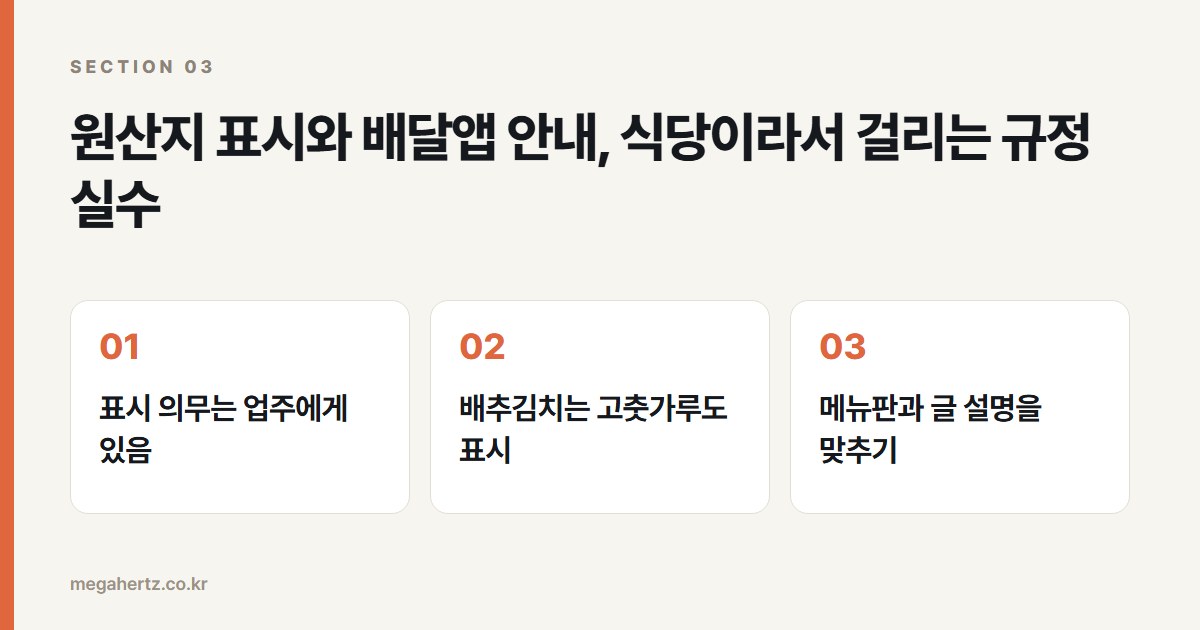 SECTION 03
원산지 표시와 배달앱 안내, 식당이라서 걸리는 규정
실수
01
표시 의무는 업주에게
있음
02
배추김치는 고춧가루도
표시
03
메뉴판과 글 설명을
맞추기
megahertz.co.kr